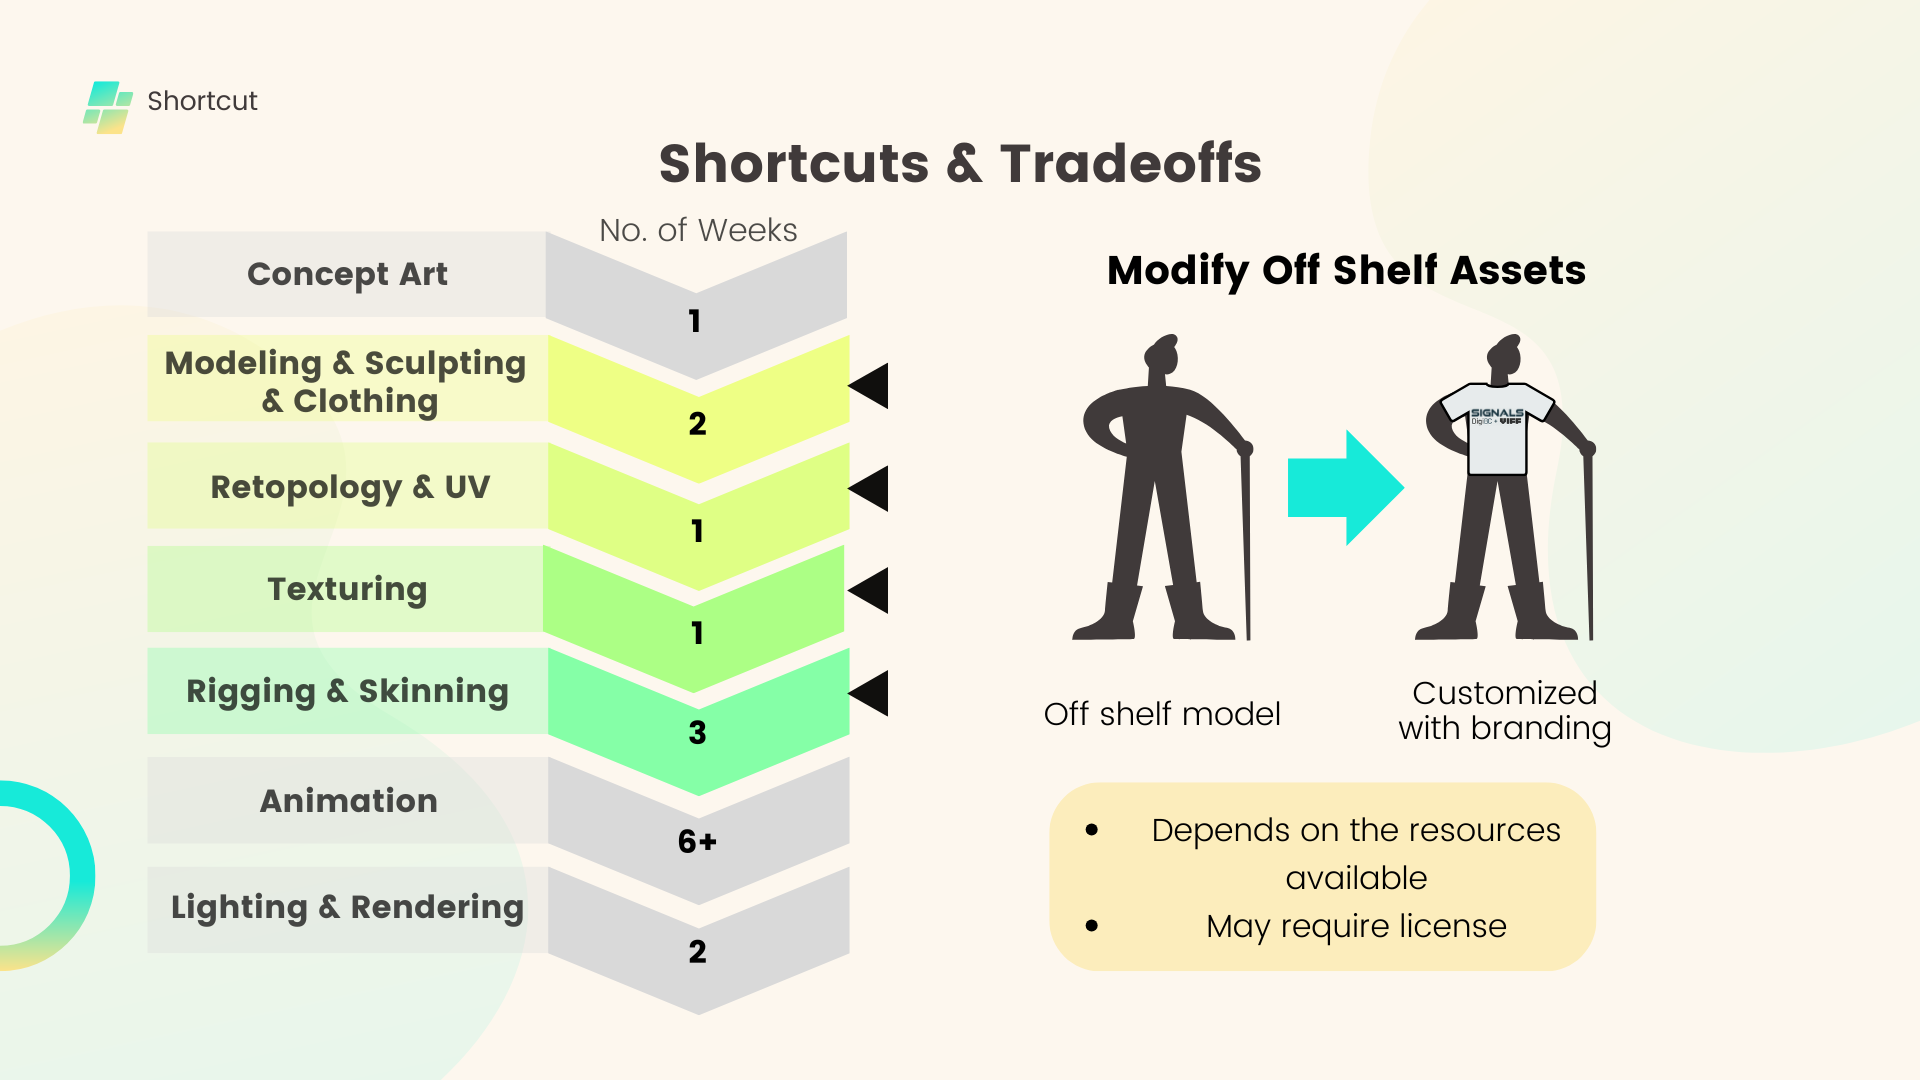 Shortcut
Shortcuts & Tradeoffs
No. of Weeks
Concept Art
1
Modeling & Sculpting
& Clothing
2
Retopology & UV
1
Texturing
1
Rigging & Skinning
3
Animation
6+
Lighting & Rendering
2
Modify Off Shelf Assets
SIGNALS
DigiBC + VIFF
Off shelf model
Customized
with branding
• Depends on the resources
available
• May require license